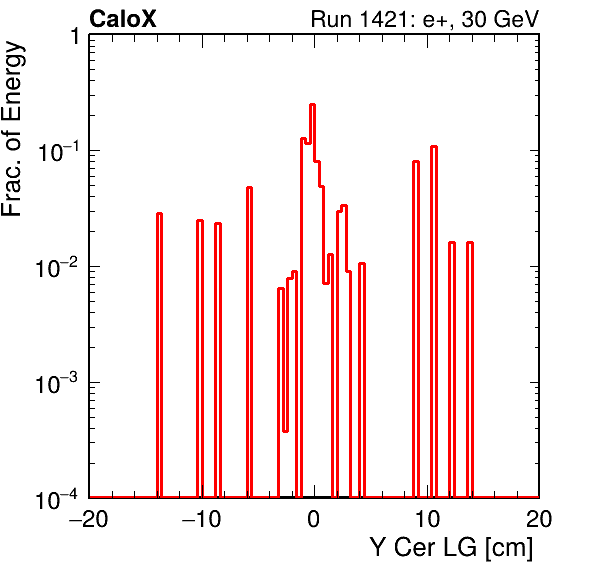 CaloX Run 1421: e+, 30 GeV
Frac. of Energy
1
10⁻¹
10⁻²
10⁻³
10⁻⁴
−20 −10 0 10 20
Y Cer LG [cm]